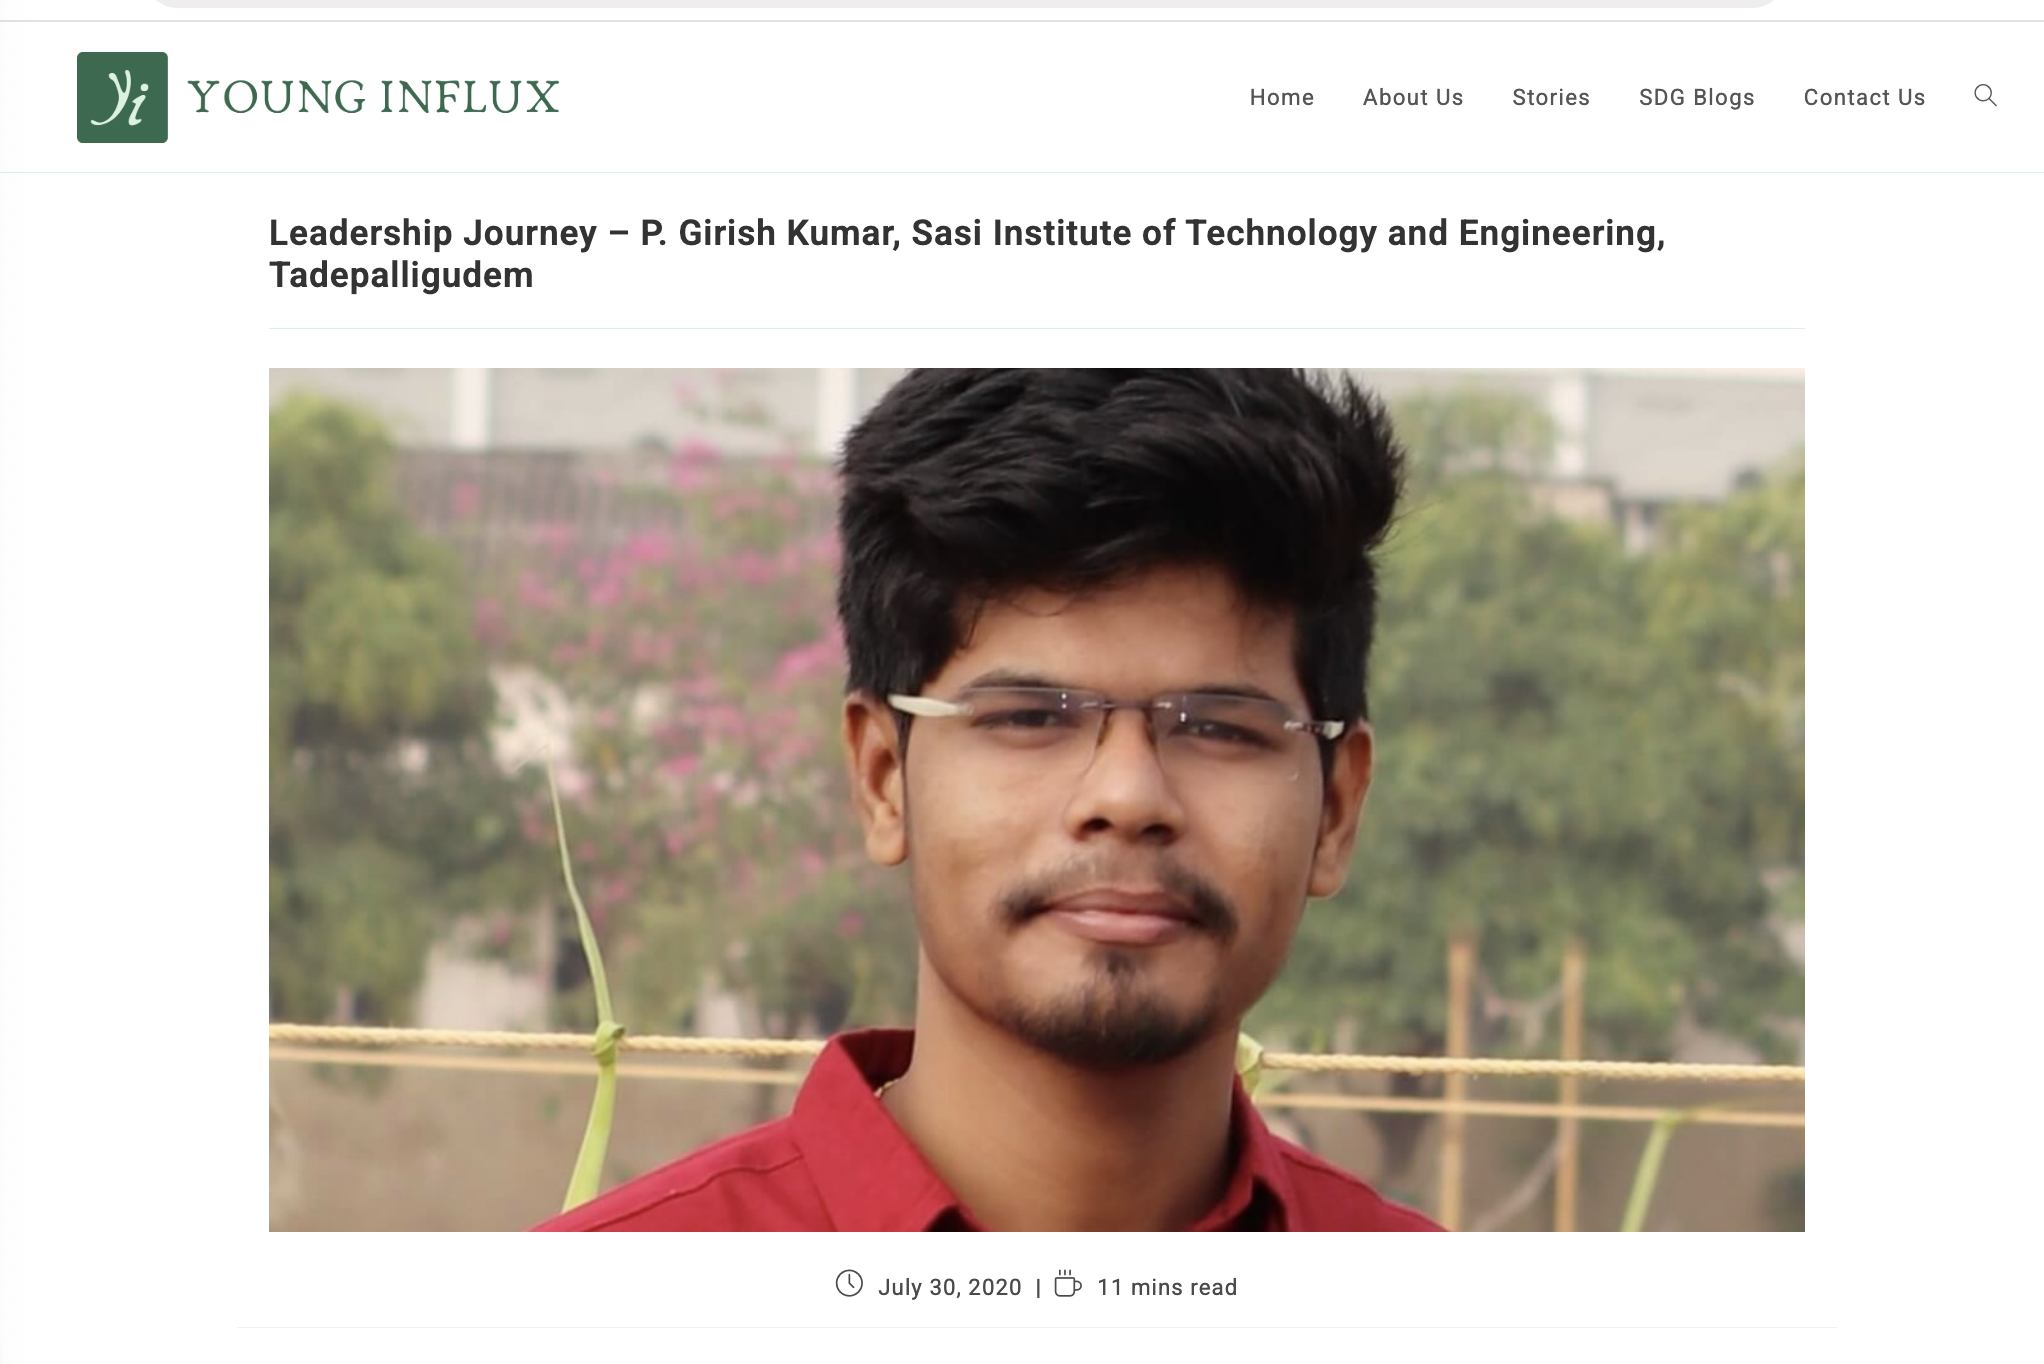 yi YOUNG INFLUX
Home About Us Stories SDG Blogs Contact Us
Leadership Journey – P. Girish Kumar, Sasi Institute of Technology and Engineering,
Tadepalligudem
July 30, 2020 | 11 mins read